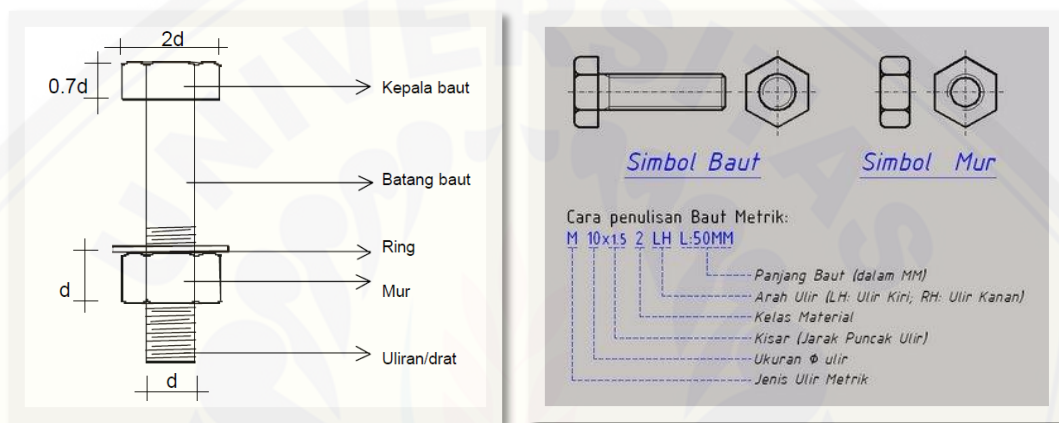 2d
0.7d
Kepala baut
Batang baut
Ring
d
Mur
Uliran/drat
d
Simbol Baut
Simbol Mur
Cara penulisan Baut Metrik:
M 10x1.5 2 LH L:50MM
Panjang Baut (dalam MM)
Arah Ulir (LH: Ulir Kiri; RH: Ulir Kanan)
Kelas Material
Kisar (Jarak Puncak Ulir)
Ukuran Φ ulir
Jenis Ulir Metrik
UNIVERSITAS